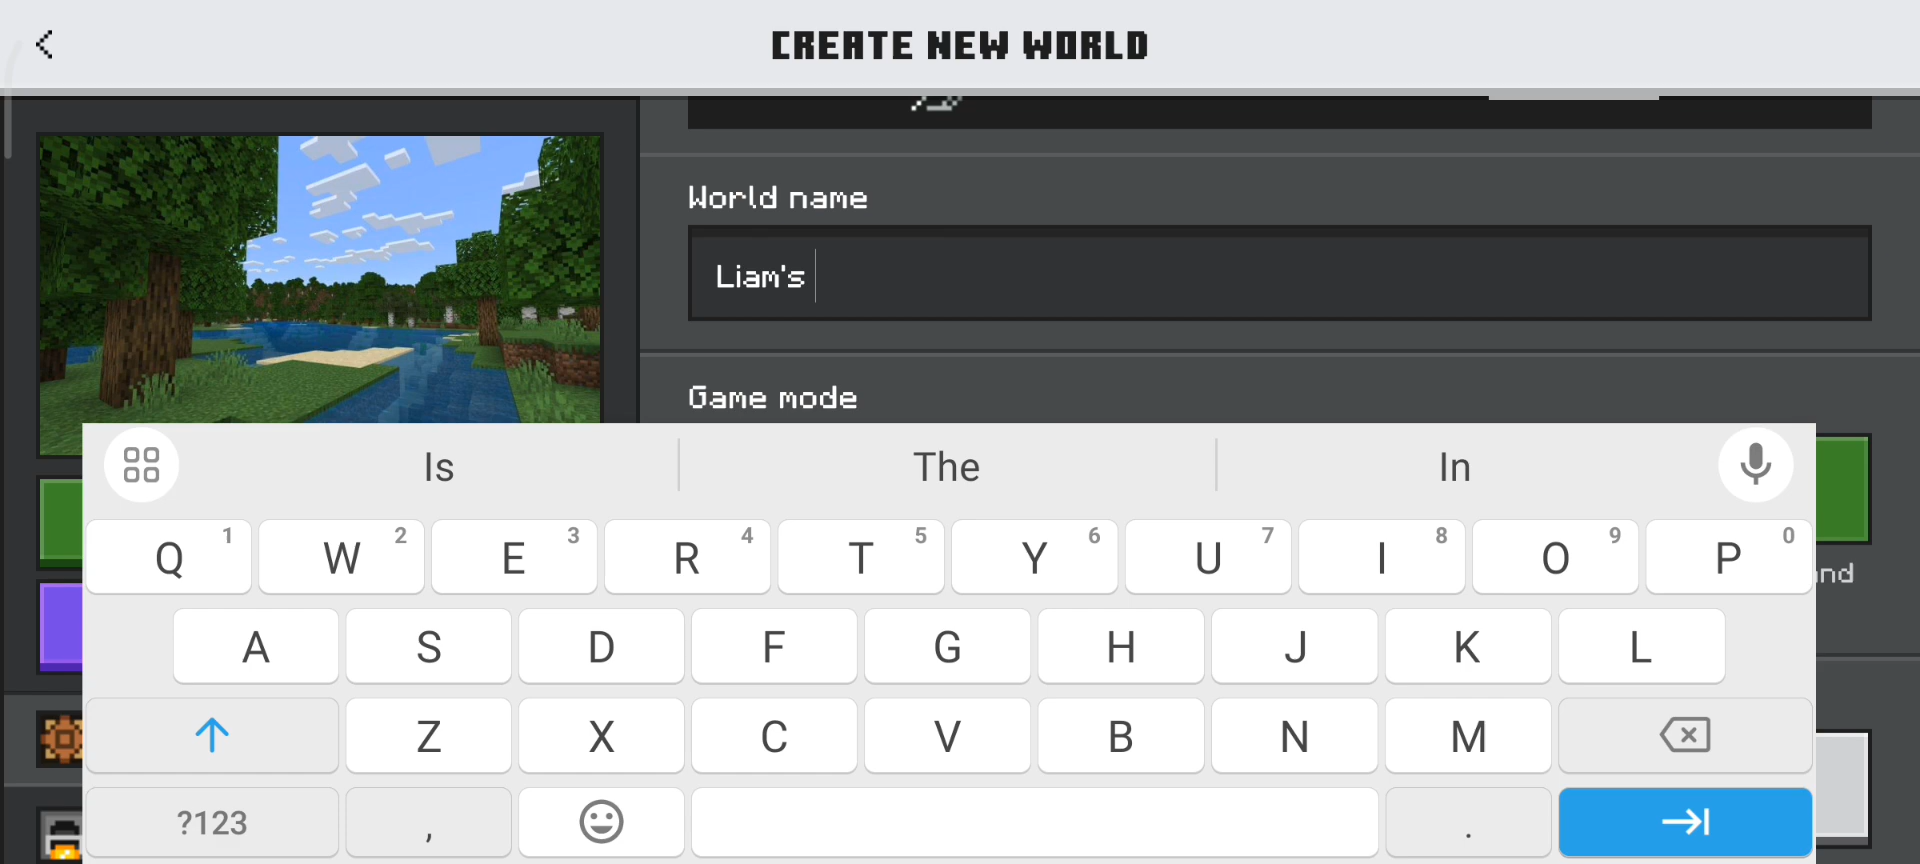 CREATE NEW WORLD
World name
Liam's
Game mode
Is The In
Q 1 W 2 E 3 R 4 T 5 Y 6 U 7 I 8 O 9 P 0
nd
A S D F G H J K L
Z X C V B N M
?123 , .